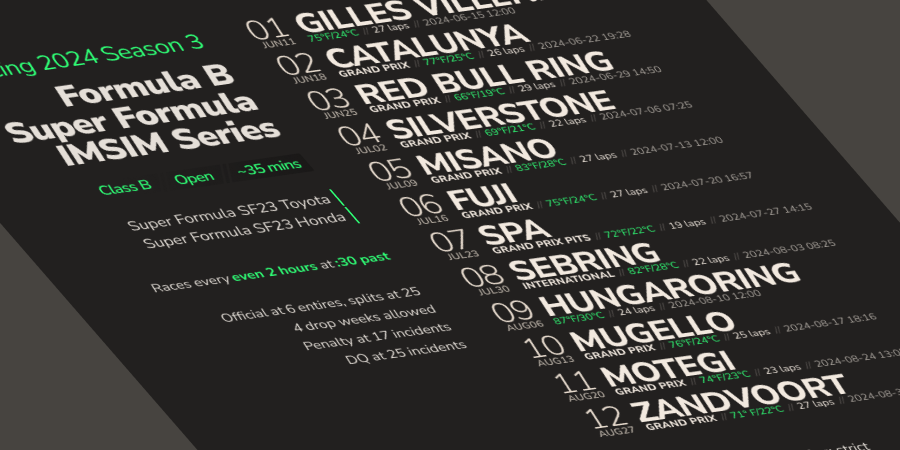 2024 Season 3
Formula B
Super Formula
IMSIM Series
Class B Open ~35 mins
Super Formula SF23 Toyota
Super Formula SF23 Honda
Races every even 2 hours at :30 past
Official at 6 entires, splits at 25
4 drop weeks allowed
Penalty at 17 incidents
DQ at 25 incidents
01 GILLES
JUN11 75°F/24°C // 27 laps // 2024-06-15 12:00
02 CATALUNYA
JUN18 GRAND PRIX // 77°F/25°C // 26 laps // 2024-06-22 19:28
03 RED BULL RING
JUN25 GRAND PRIX // 66°F/19°C // 29 laps // 2024-06-29 14:50
04 SILVERSTONE
JUL02 GRAND PRIX // 69°F/21°C // 22 laps // 2024-07-06 07:25
05 MISANO
JUL09 GRAND PRIX // 83°F/28°C // 27 laps // 2024-07-13 12:00
06 FUJI
JUL16 GRAND PRIX // 75°F/24°C // 27 laps // 2024-07-20 16:57
07 SPA
JUL23 GRAND PRIX PITS // 72°F/22°C // 19 laps // 2024-07-27 14:15
08 SEBRING
JUL30 INTERNATIONAL // 82°F/28°C // 22 laps // 2024-08-03 08:25
09 HUNGARORING
AUG06 87°F/30°C // 24 laps // 2024-08-10 12:00
10 MUGELLO
AUG13 GRAND PRIX // 76°F/24°C // 25 laps // 2024-08-17 18:16
11 MOTEGI
AUG20 GRAND PRIX // 74°F/23°C // 23 laps // 2024-08-24
12 ZANDVOORT
AUG27 GRAND PRIX // 71° F/22°C // 27 laps //
strict